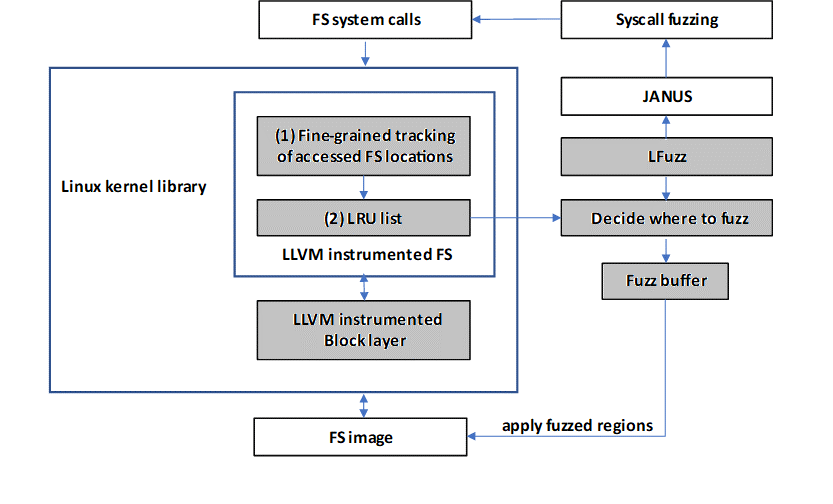 FS system calls
Syscall fuzzing
JANUS
(1) Fine-grained tracking
of accessed FS locations
LFuzz
Linux kernel library
(2) LRU list
Decide where to fuzz
LLVM instrumented FS
Fuzz buffer
LLVM instrumented
Block layer
apply fuzzed regions
FS image